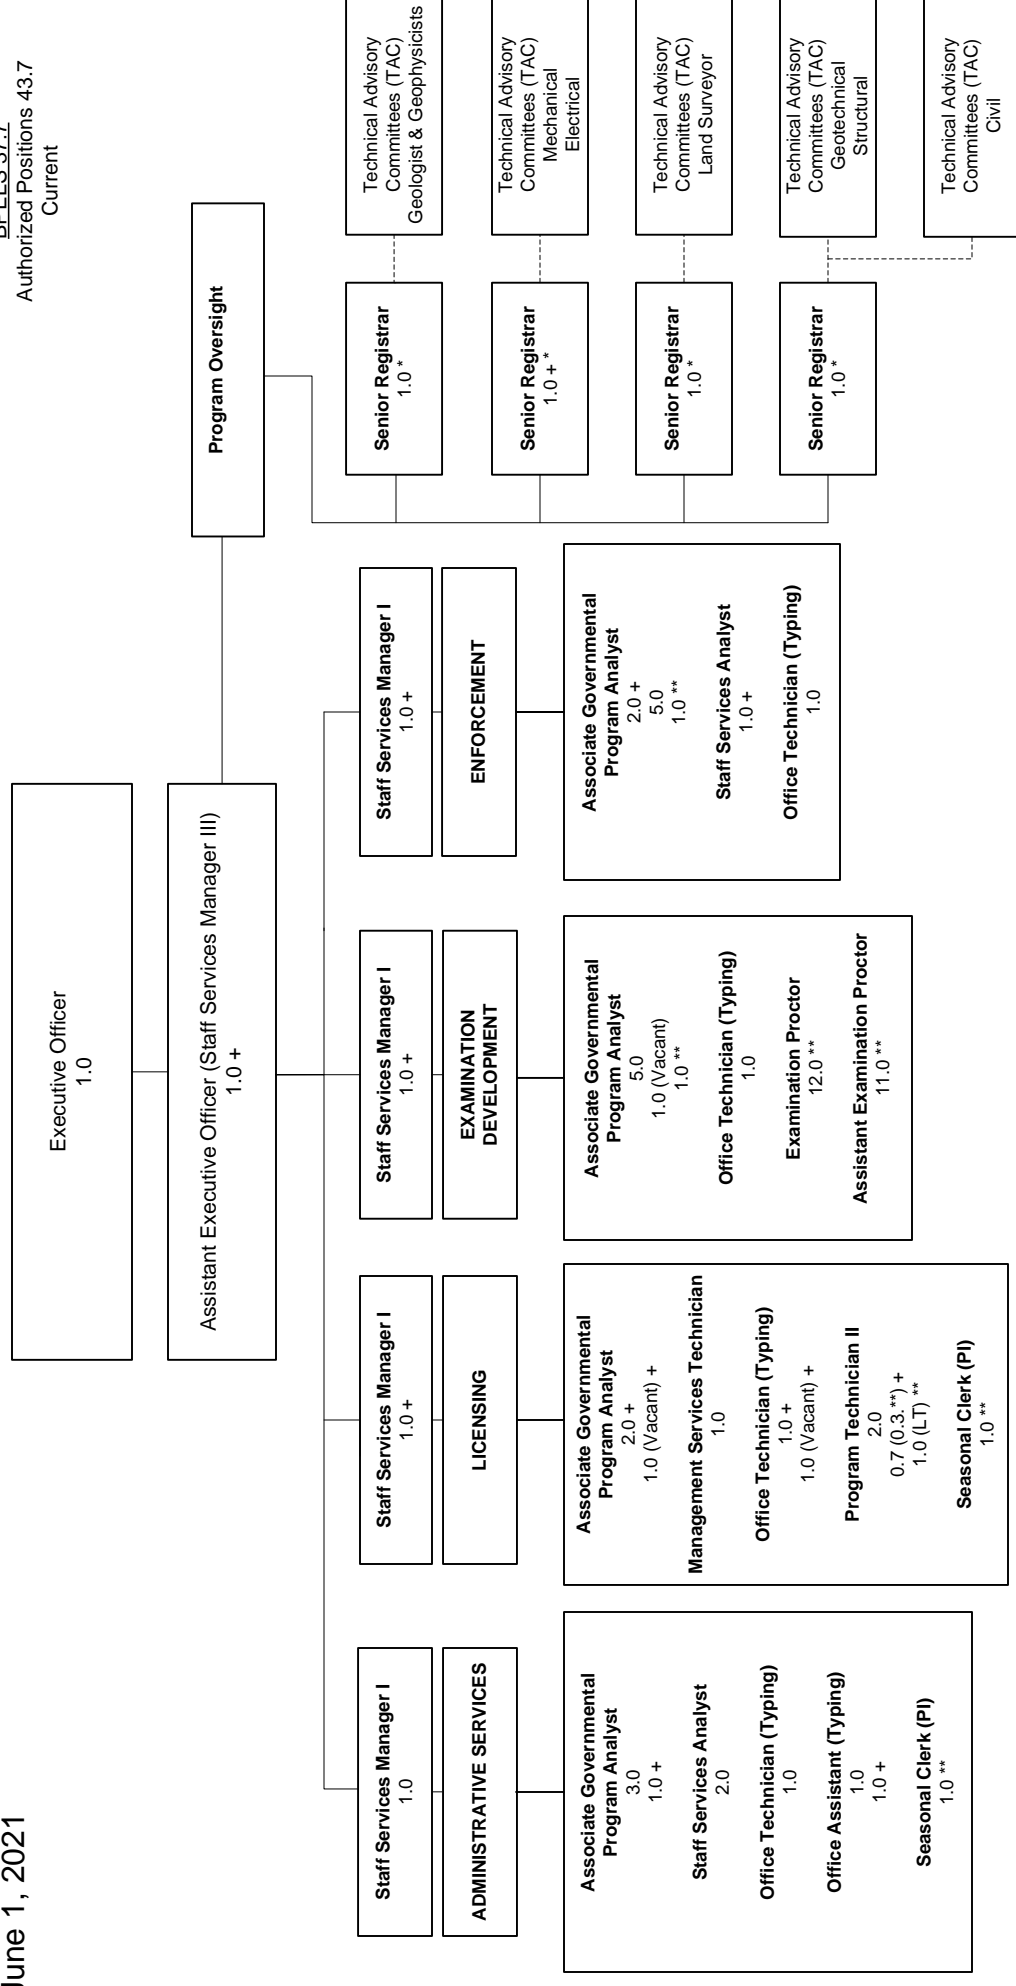 June 1, 2021
Authorized Positions 43.7
Current
Executive Officer
1.0
Assistant Executive Officer (Staff Services Manager III)
1.0 +
Program Oversight
Staff Services Manager I
1.0
ADMINISTRATIVE SERVICES
Associate Governmental
Program Analyst
3.0
1.0 +
Staff Services Analyst
2.0
Office Technician (Typing)
1.0
Office Assistant (Typing)
1.0
1.0 +
Seasonal Clerk (PI)
1.0 **
Staff Services Manager I
1.0 +
LICENSING
Associate Governmental
Program Analyst
2.0 +
1.0 (Vacant) +
Management Services Technician
1.0
Office Technician (Typing)
1.0 +
1.0 (Vacant) +
Program Technician II
2.0
0.7 (0.3.**) +
1.0 (LT) **
Seasonal Clerk (PI)
1.0 **
Staff Services Manager I
1.0 +
EXAMINATION
DEVELOPMENT
Associate Governmental
Program Analyst
5.0
1.0 (Vacant)
1.0 **
Office Technician (Typing)
1.0
Examination Proctor
12.0 **
Assistant Examination Proctor
11.0 **
Staff Services Manager I
1.0 +
ENFORCEMENT
Associate Governmental
Program Analyst
2.0 +
5.0
1.0 **
Staff Services Analyst
1.0 +
Office Technician (Typing)
1.0
Senior Registrar
1.0 *
Technical Advisory
Committees (TAC)
Geologist & Geophysicists
Senior Registrar
1.0 + *
Technical Advisory
Committees (TAC)
Mechanical
Electrical
Senior Registrar
1.0 *
Technical Advisory
Committees (TAC)
Land Surveyor
Senior Registrar
1.0 *
Technical Advisory
Committees (TAC)
Geotechnical
Structural
Technical Advisory
Committees (TAC)
Civil